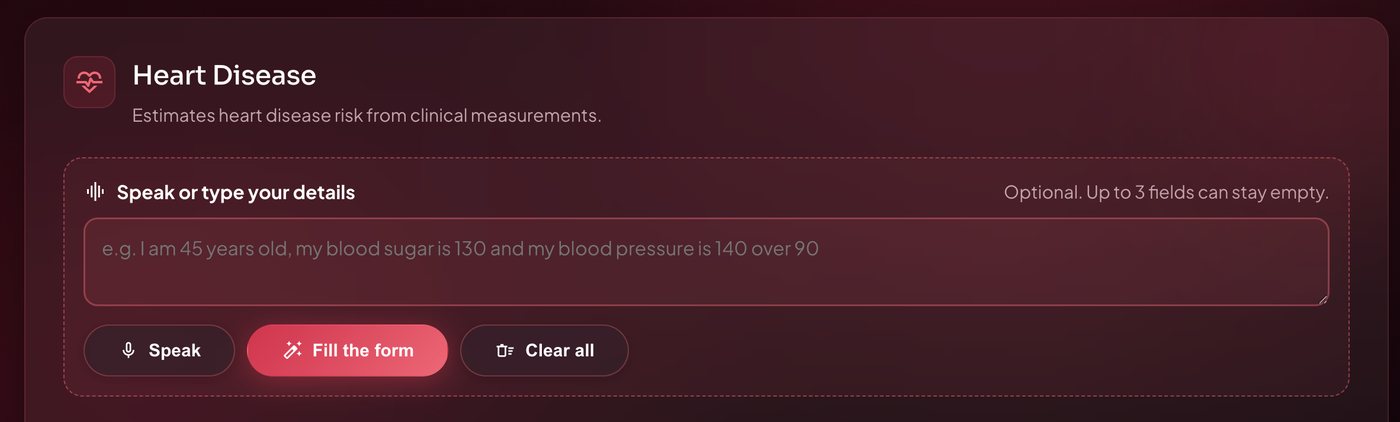 Heart Disease
Estimates heart disease risk from clinical measurements.
Speak or type your details
Optional. Up to 3 fields can stay empty.
e.g. I am 45 years old, my blood sugar is 130 and my blood pressure is 140 over 90
Speak
Fill the form
Clear all